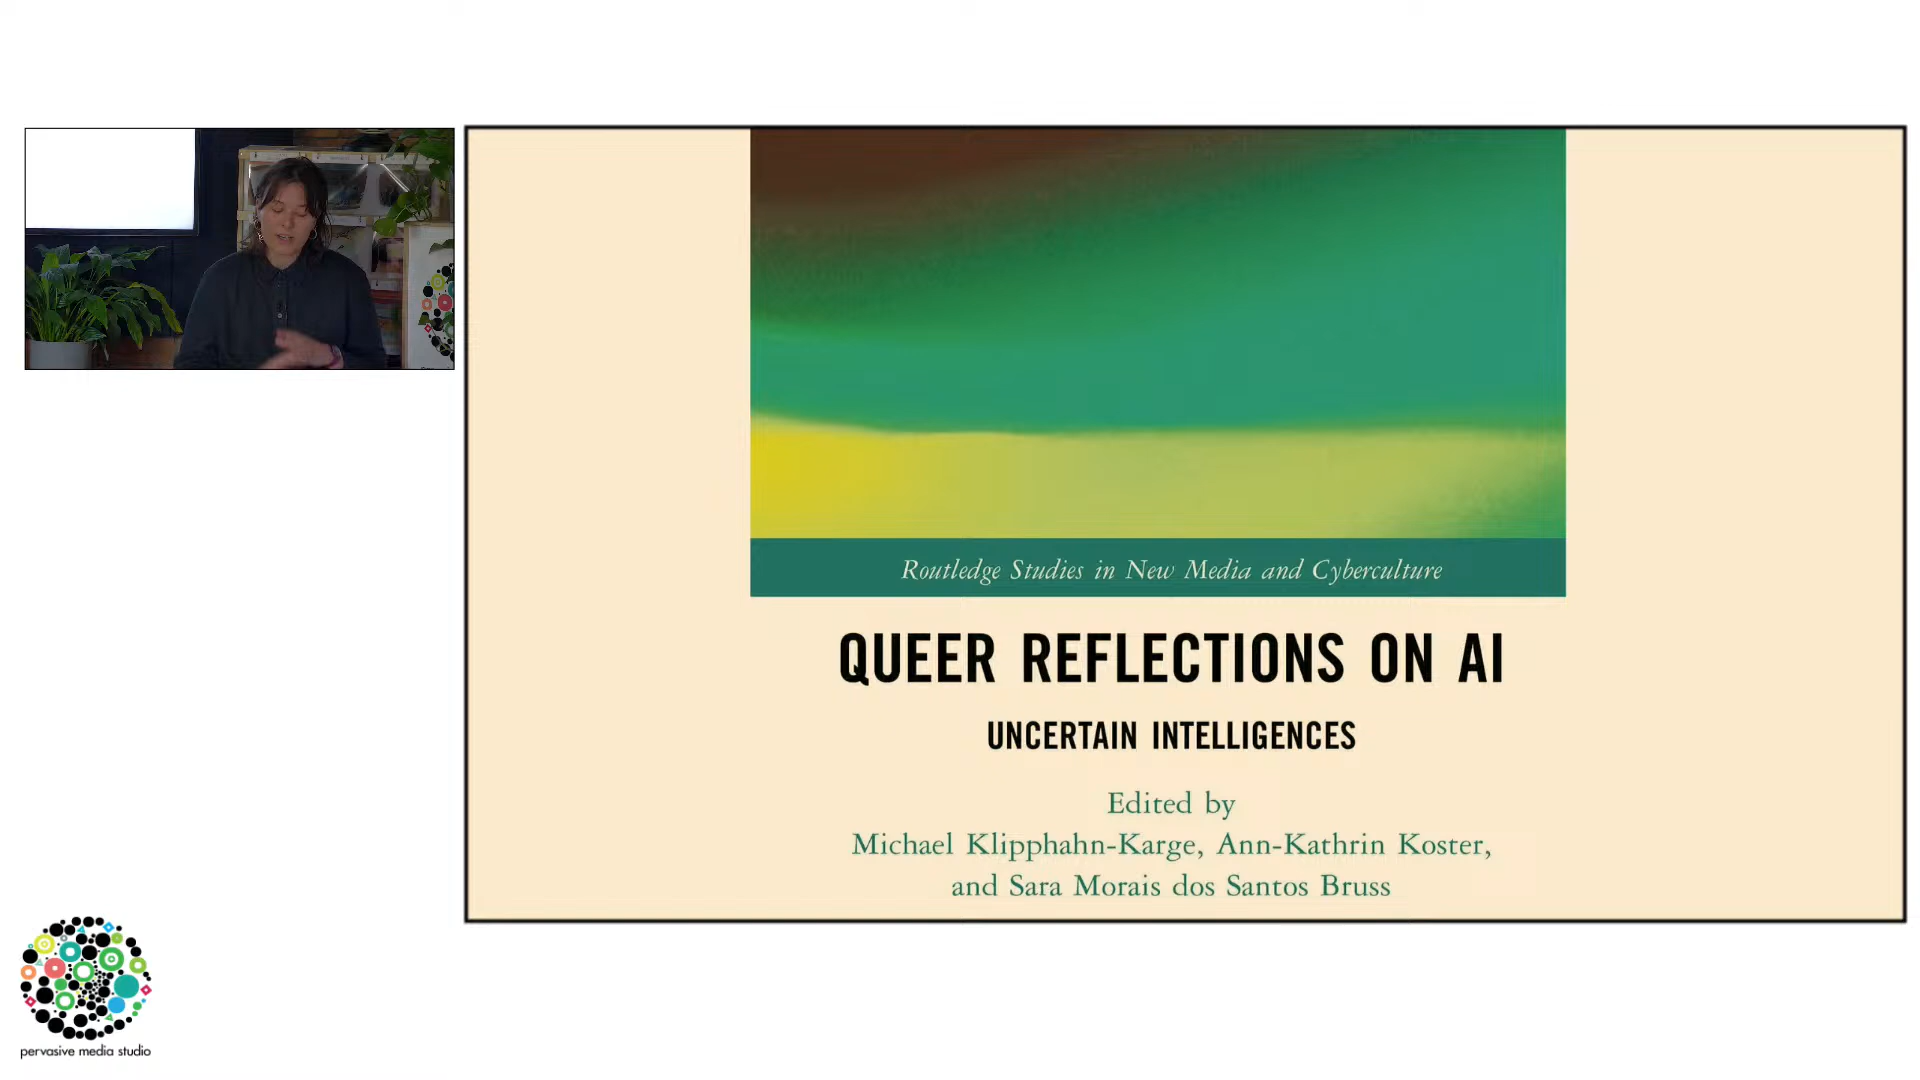 Routledge Studies in New Media and Cyberculture
QUEER REFLECTIONS ON AI
UNCERTAIN INTELLIGENCES
Edited by
Michael Klipphahn-Karge, Ann-Kathrin Koster,
and Sara Morais dos Santos Bruss
pervasive media studio